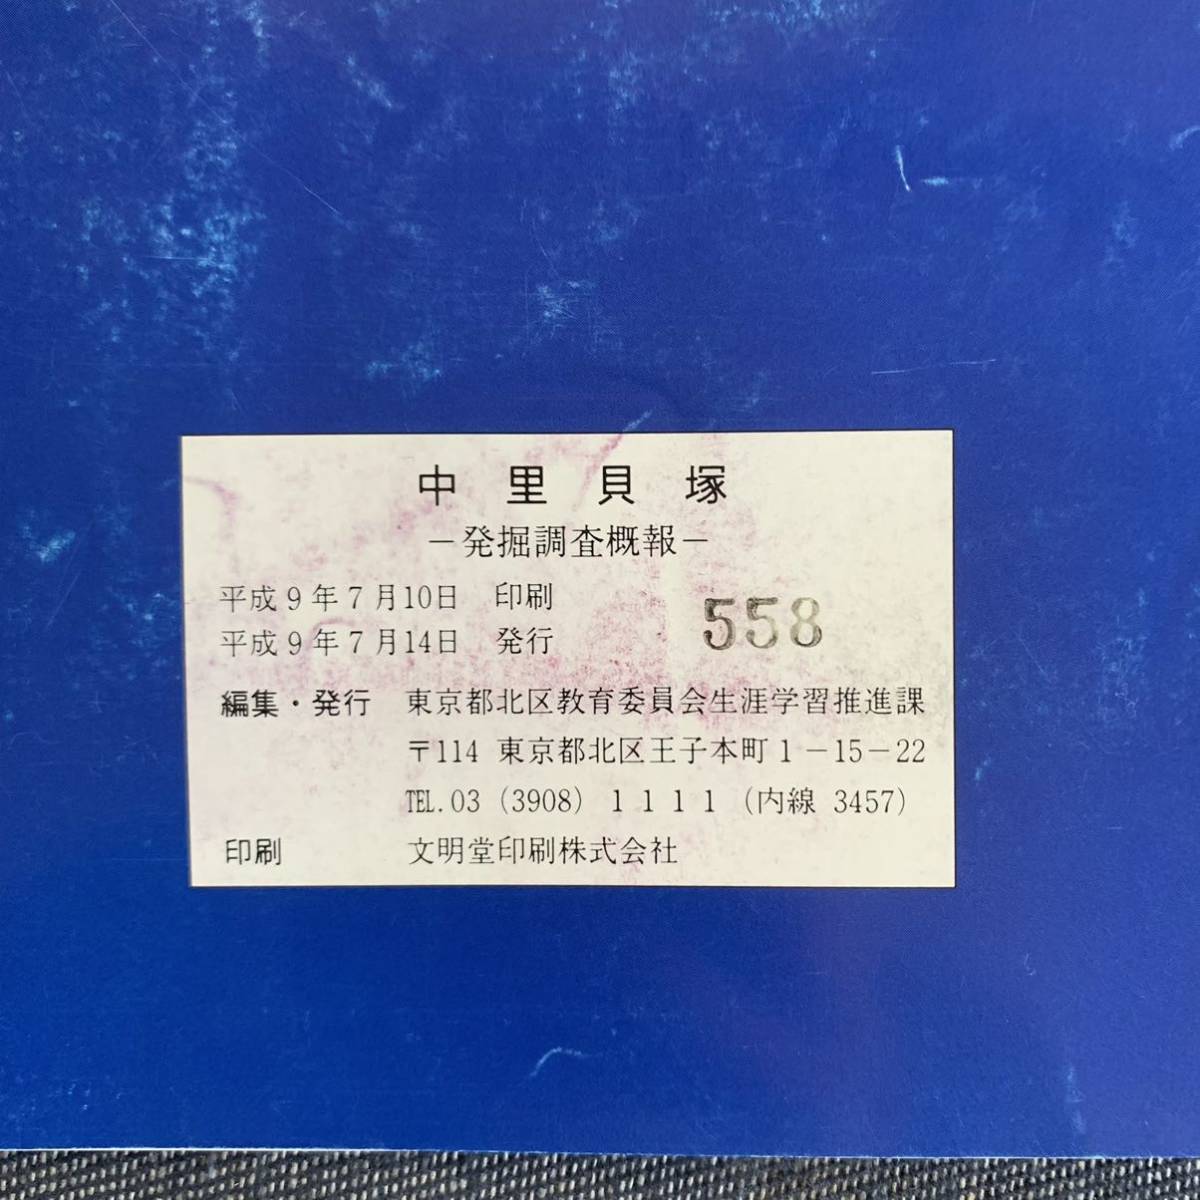 中里貝塚
－発掘調査概報－
平成9年7月10日 印刷
平成9年7月14日 発行
558
編集・発行 東京都北区教育委員会生涯学習推進課
〒114 東京都北区王子本町1－15－22
TEL.03 (3908) 1111 (内線 3457)
印刷 文明堂印刷株式会社